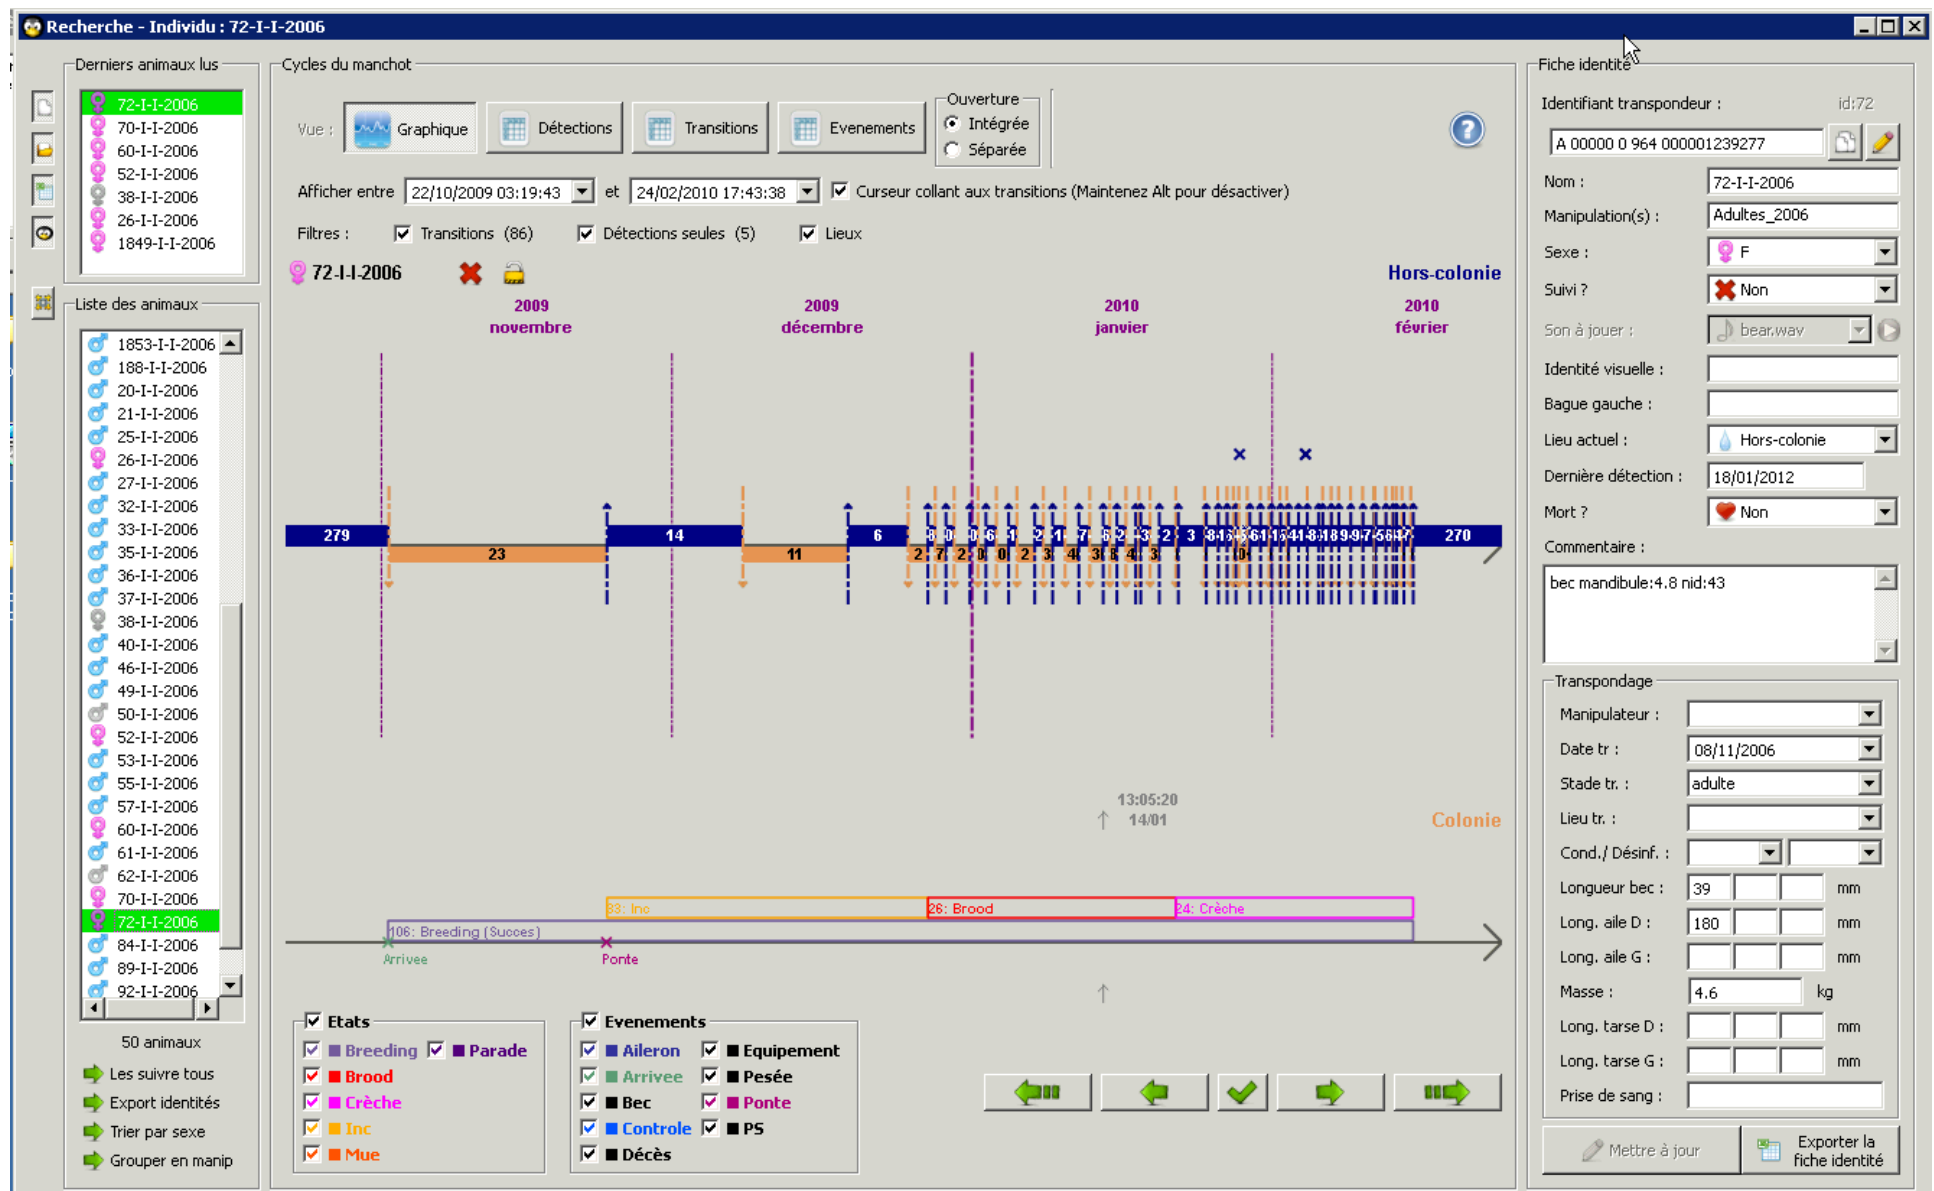 Recherche - Individu : 72-I-I-2006
Derniers animaux lus
72-I-I-2006
70-I-I-2006
60-I-I-2006
52-I-I-2006
38-I-I-2006
26-I-I-2006
1849-I-I-2006
Liste des animaux
1853-I-I-2006
188-I-I-2006
20-I-I-2006
21-I-I-2006
25-I-I-2006
26-I-I-2006
27-I-I-2006
32-I-I-2006
33-I-I-2006
35-I-I-2006
36-I-I-2006
37-I-I-2006
38-I-I-2006
40-I-I-2006
46-I-I-2006
49-I-I-2006
50-I-I-2006
52-I-I-2006
53-I-I-2006
55-I-I-2006
57-I-I-2006
60-I-I-2006
61-I-I-2006
62-I-I-2006
70-I-I-2006
72-I-I-2006
84-I-I-2006
89-I-I-2006
92-I-I-2006
50 animaux
Les suivre tous
Export identités
Trier par sexe
Grouper en manip
Cycles du manchot
Vue : Graphique Détections Transitions Evenements
Ouverture
Intégrée
Séparée
Afficher entre 22/10/2009 03:19:43 et 24/02/2010 17:43:38 Curseur collant aux transitions (Maintenez Alt pour désactiver)
Filtres : Transitions (86) Détections seules (5) Lieux
72-I-I-2006
Hors-colonie
2009 2009 2010 2010
novembre décembre janvier février
279 14 6 3 270
23 11
13:05:20
14/01
Colonie
33: Inc 26: Brood 24: Crèche
106: Breeding (Succes)
Arrivee Ponte
Etats
Breeding Parade
Brood
Crèche
Inc
Mue
Evenements
Aileron Equipement
Arrivee Pesée
Bec Ponte
Controle PS
Décès
Fiche identité
Identifiant transpondeur : id:72
A 00000 0 964 000001239277
Nom : 72-I-I-2006
Manipulation(s) : Adultes_2006
Sexe : F
Suivi ? Non
Son à jouer : bear.wav
Identité visuelle :
Bague gauche :
Lieu actuel : Hors-colonie
Dernière détection : 18/01/2012
Mort ? Non
Commentaire :
bec mandibule:4.8 nid:43
Transpondage
Manipulateur :
Date tr : 08/11/2006
Stade tr. : adulte
Lieu tr. :
Cond./ Désinf. :
Longueur bec : 39 mm
Long. aile D : 180 mm
Long. aile G : mm
Masse : 4.6 kg
Long. tarse D : mm
Long. tarse G : mm
Prise de sang :
Mettre à jour
Exporter la
fiche identité